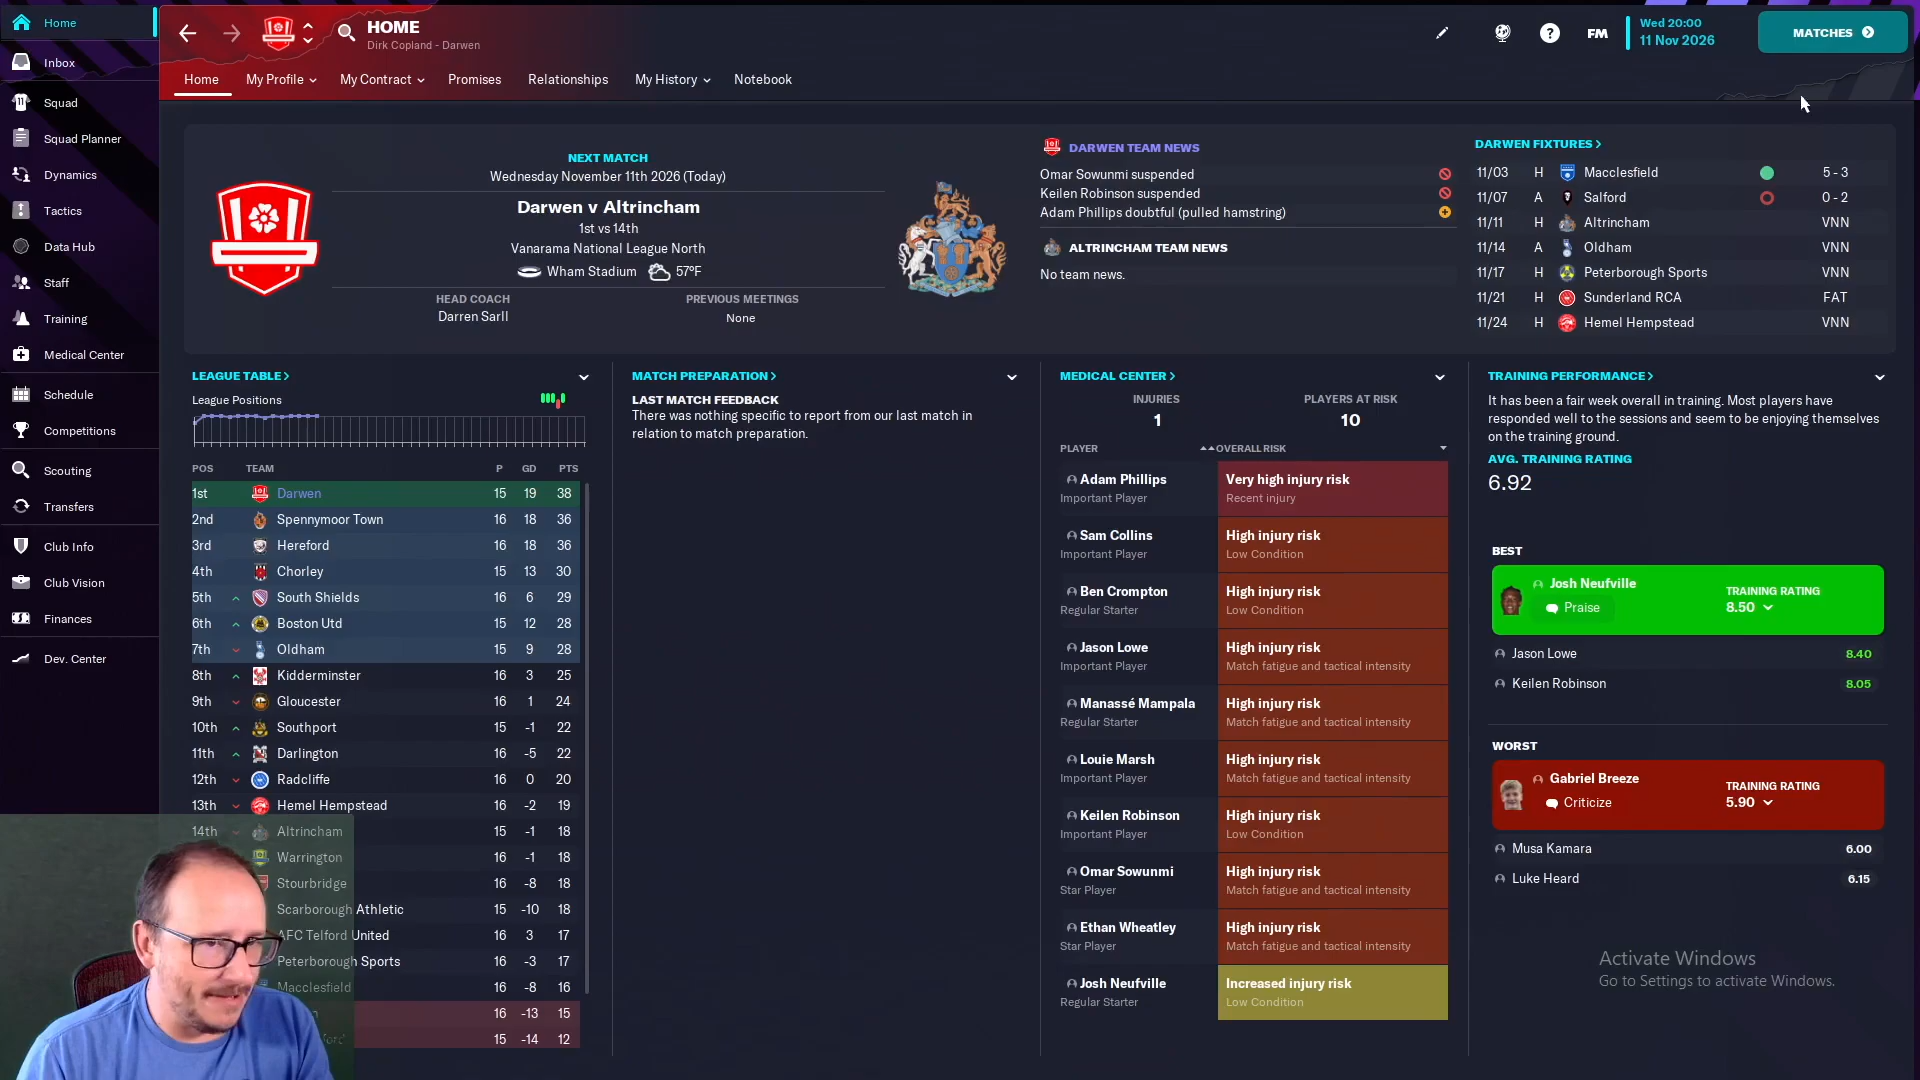 Home
Inbox
Squad
Squad Planner
Dynamics
Tactics
Data Hub
Staff
Training
Medical Center
Schedule
Competitions
Scouting
Transfers
Club Info
Club Vision
Finances
Dev. Center
HOME
Dirk Copland - Darwen
? FM
Wed 20:00
11 Nov 2026
MATCHES
Home My Profile My Contract Promises Relationships My History Notebook
NEXT MATCH
Wednesday November 11th 2026 (Today)
Darwen v Altrincham
1st vs 14th
Vanarama National League North
Wham Stadium 57°F
HEAD COACH
Darren Sarll
PREVIOUS MEETINGS
None
DARWEN TEAM NEWS
Omar Sowunmi suspended
Keilen Robinson suspended
Adam Phillips doubtful (pulled hamstring)
ALTRINCHAM TEAM NEWS
No team news.
DARWEN FIXTURES
11/03 H Macclesfield 5 - 3
11/07 A Salford 0 - 2
11/11 H Altrincham VNN
11/14 A Oldham VNN
11/17 H Peterborough Sports VNN
11/21 H Sunderland RCA FAT
11/24 H Hemel Hempstead VNN
LEAGUE TABLE
League Positions
POS TEAM P GD PTS
1st Darwen 15 19 38
2nd Spennymoor Town 16 18 36
3rd Hereford 16 18 36
4th Chorley 15 13 30
5th South Shields 16 6 29
6th Boston Utd 15 12 28
7th Oldham 15 9 28
8th Kidderminster 16 3 25
9th Gloucester 16 1 24
10th Southport 15 -1 22
11th Darlington 16 -5 22
12th Radcliffe 16 0 20
13th Hemel Hempstead 16 -2 19
14th Altrincham 15 -1 18
Warrington 16 -1 18
Stourbridge 16 -8 18
Scarborough Athletic 15 -10 18
AFC Telford United 16 3 17
Peterborough Sports 16 -3 17
Macclesfield 16 -8 16
16 -13 15
15 -14 12
MATCH PREPARATION
LAST MATCH FEEDBACK
There was nothing specific to report from our last match in
relation to match preparation.
MEDICAL CENTER
INJURIES
1
PLAYERS AT RISK
10
PLAYER OVERALL RISK
Adam Phillips Very high injury risk
Important Player Recent injury
Sam Collins High injury risk
Important Player Low Condition
Ben Crompton High injury risk
Regular Starter Low Condition
Jason Lowe High injury risk
Important Player Match fatigue and tactical intensity
Manassé Mampala High injury risk
Regular Starter Match fatigue and tactical intensity
Louie Marsh High injury risk
Important Player Match fatigue and tactical intensity
Keilen Robinson High injury risk
Important Player Low Condition
Omar Sowunmi High injury risk
Star Player Match fatigue and tactical intensity
Ethan Wheatley High injury risk
Star Player Match fatigue and tactical intensity
Josh Neufville Increased injury risk
Regular Starter Low Condition
TRAINING PERFORMANCE
It has been a fair week overall in training. Most players have
responded well to the sessions and seem to be enjoying themselves
on the training ground.
AVG. TRAINING RATING
6.92
BEST
Josh Neufville
Praise
TRAINING RATING
8.50
Jason Lowe 8.40
Keilen Robinson 8.05
WORST
Gabriel Breeze
Criticize
TRAINING RATING
5.90
Musa Kamara 6.00
Luke Heard 6.15
Activate Windows
Go to Settings to activate Windows.